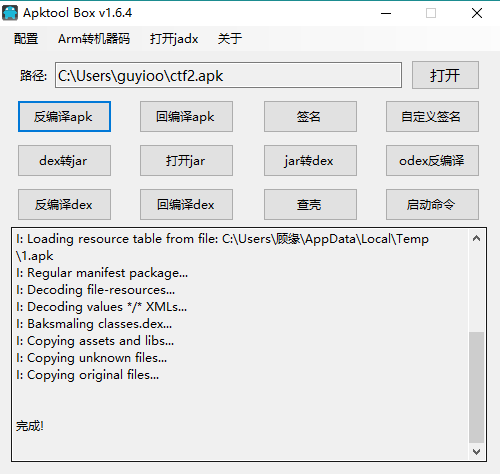 Apktool Box v1.6.4
配置 Arm转机器码 打开jadx 关于
路径: C:\Users\guyioo\ctf2.apk 打开
反编译apk 回编译apk 签名 自定义签名
dex转jar 打开jar jar转dex odex反编译
反编译dex 回编译dex 查壳 启动命令
I: Loading resource table from file: C:\Users\顾缘\AppData\Local\Temp
\1.apk
I: Regular manifest package...
I: Decoding file-resources...
I: Decoding values */* XMLs...
I: Baksmaling classes.dex...
I: Copying assets and libs...
I: Copying unknown files...
I: Copying original files...
完成!